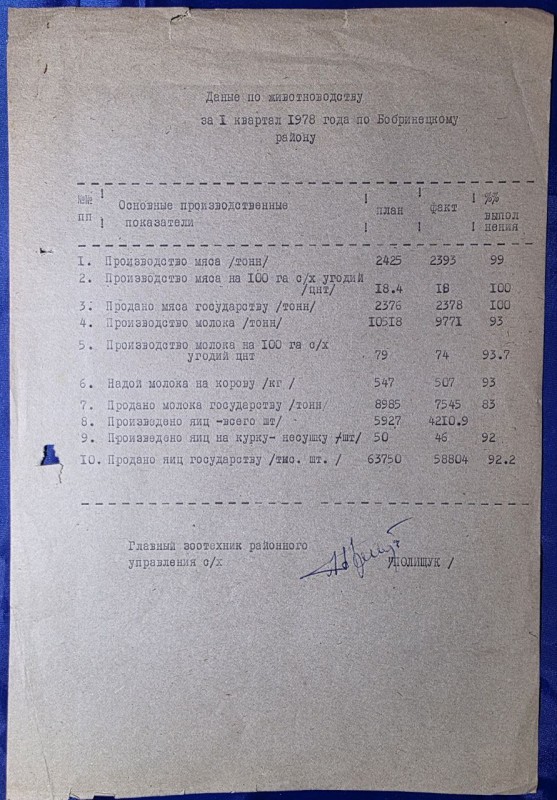 Даные по животноводству
за I квартал 1978 года по Бобринецкому
району
№№ пп ! Основные производственные показатели ! план ! факт ! %% выполнения
1. Производство мяса /тонн/ 2425 2393 99
2. Производство мяса на 100 га с/х угодий
/цнт/ 18.4 18 100
3. Продано мяса государству /тонн/ 2376 2378 100
4. Производство молока /тонн/ 10518 9771 93
5. Производство молока на 100 га с/х
угодий цнт 79 74 93.7
6. Надой молока на корову /кг / 547 507 93
7. Продано молока государству /тонн/ 8985 7545 83
8. Произведено яиц -всего шт/ 5927 4210.9
9. Произведено яиц на курку- несушку /шт/ 50 46 92
10. Продано яиц государству /тис. шт. / 63750 58804 92.2
Главный зоотехник районного
управления с/х /ПОЛИЩУК /